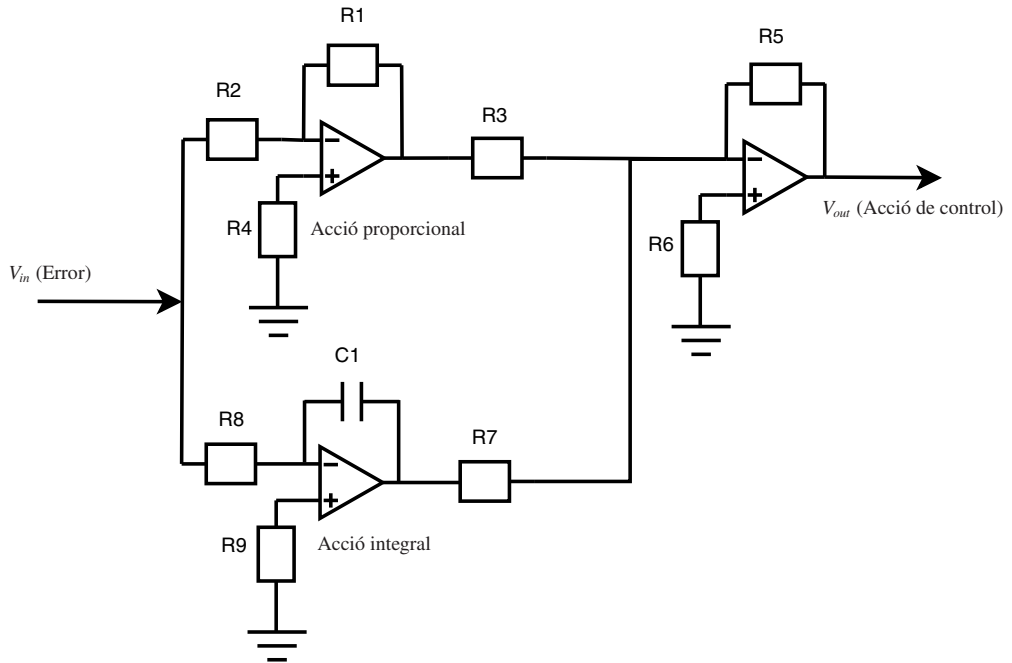 R1
R5
R2
R3
R4
Acció proporcional
R6
V_out (Acció de control)
V_in (Error)
C1
R8
R7
R9
Acció integral